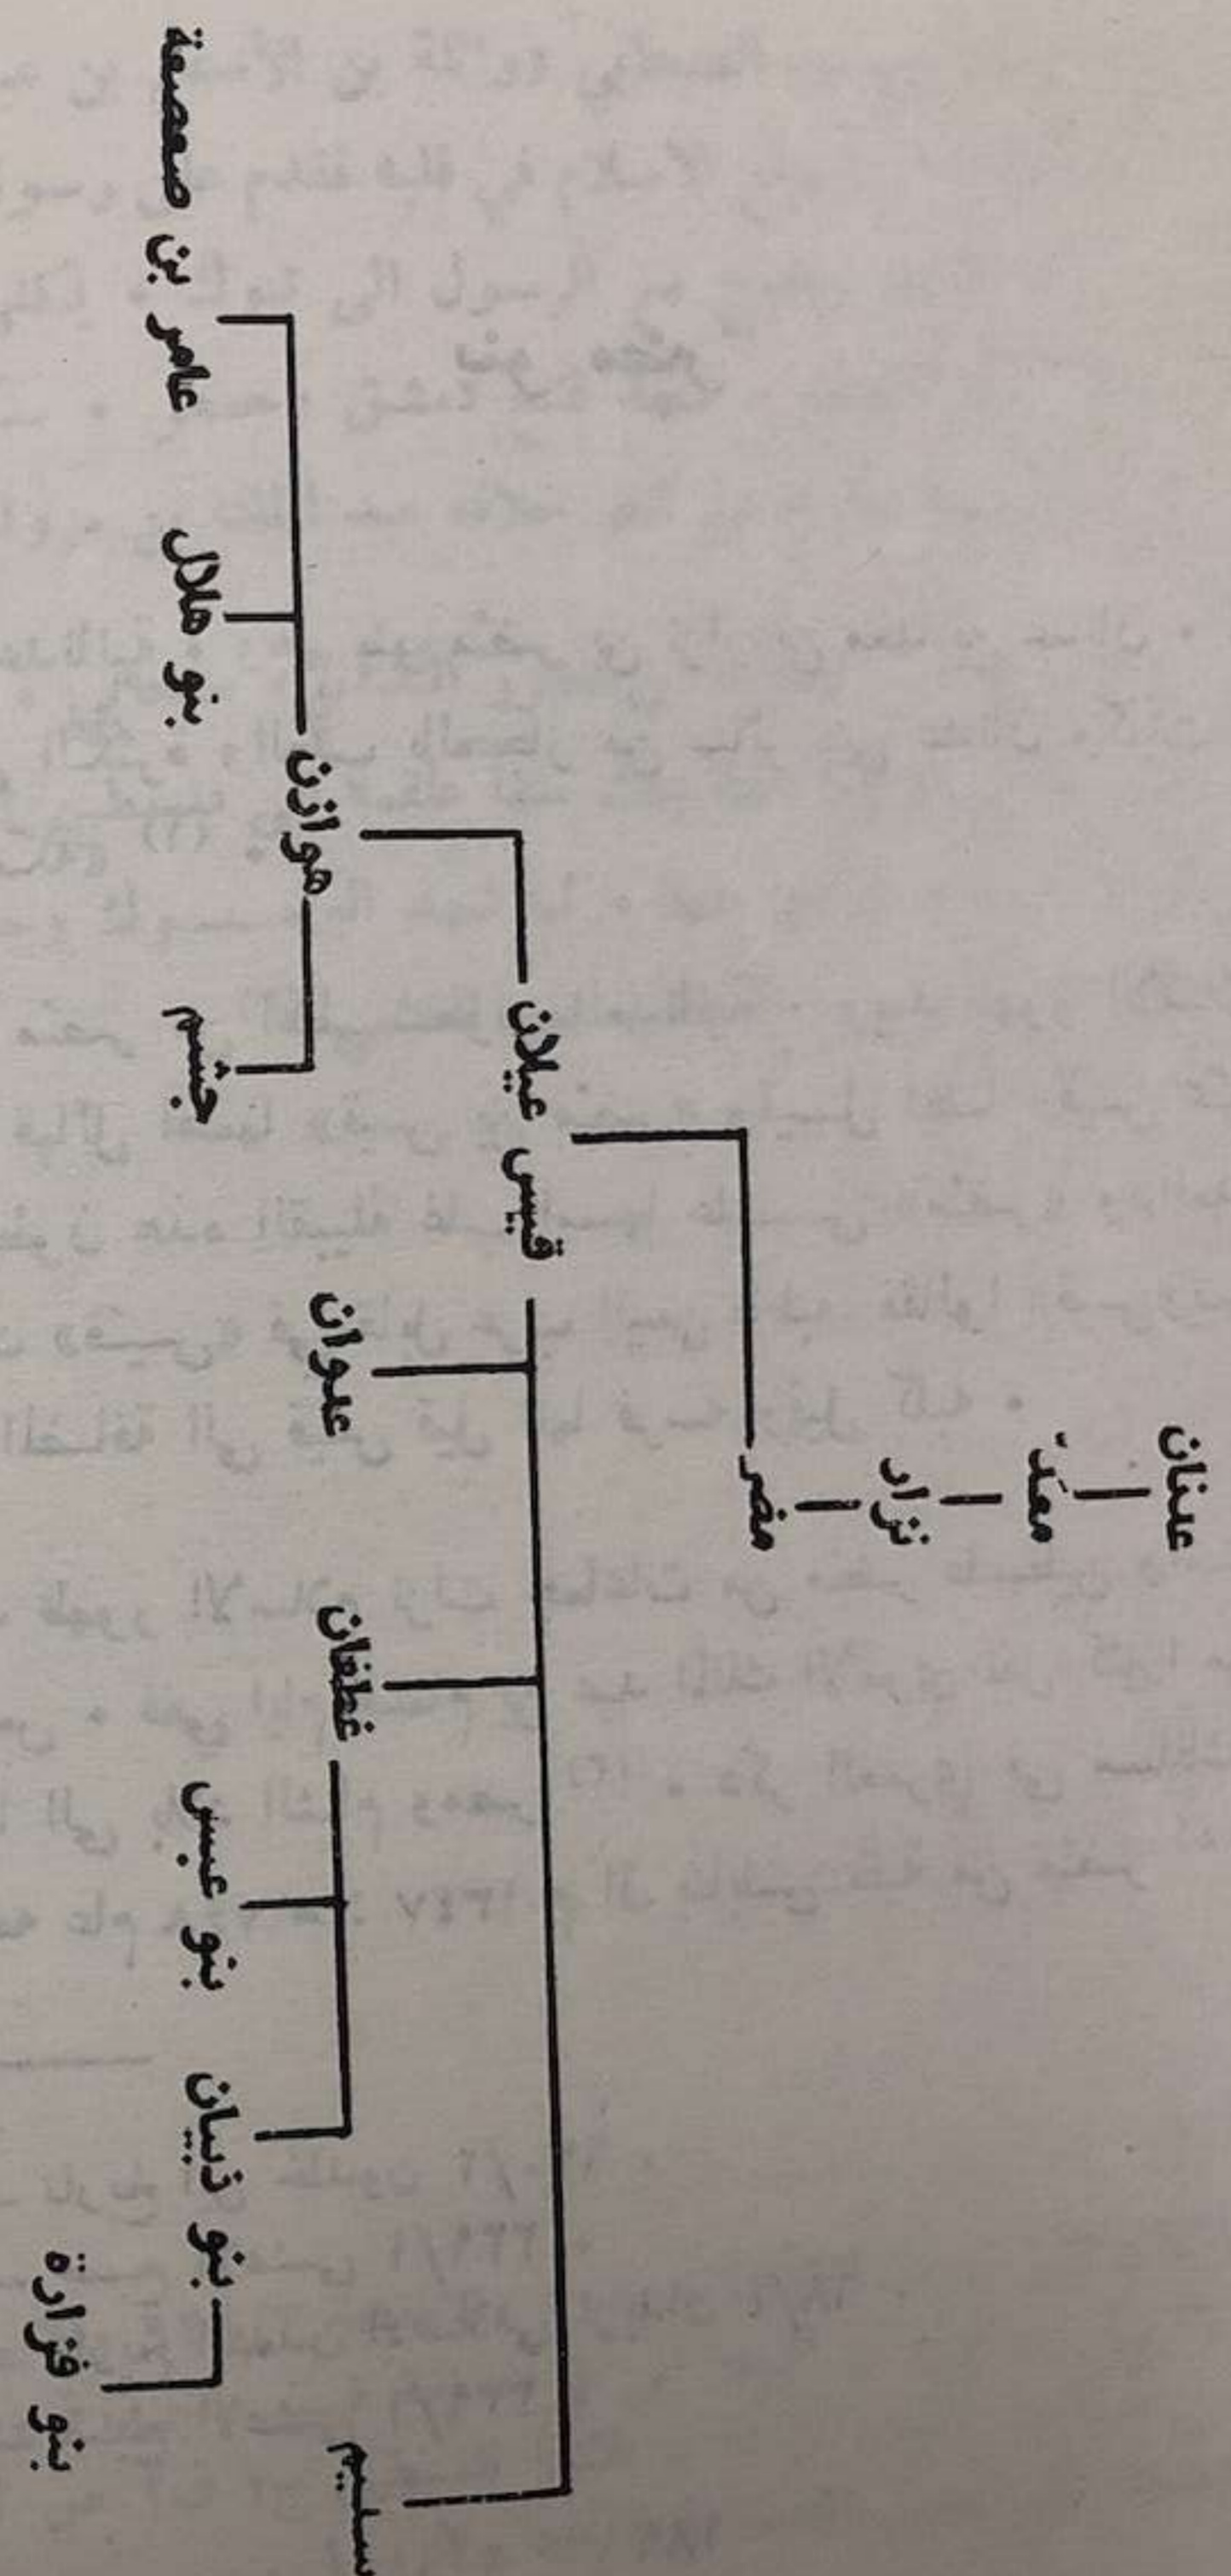 عدنان
معدّ
نزار
مضر
قيس عيلان
سليم غطفان عدوان هوازن
بنو ذبيان بنو عبس جشم بنو هلال عامر بن صعصعة
بنو فزارة